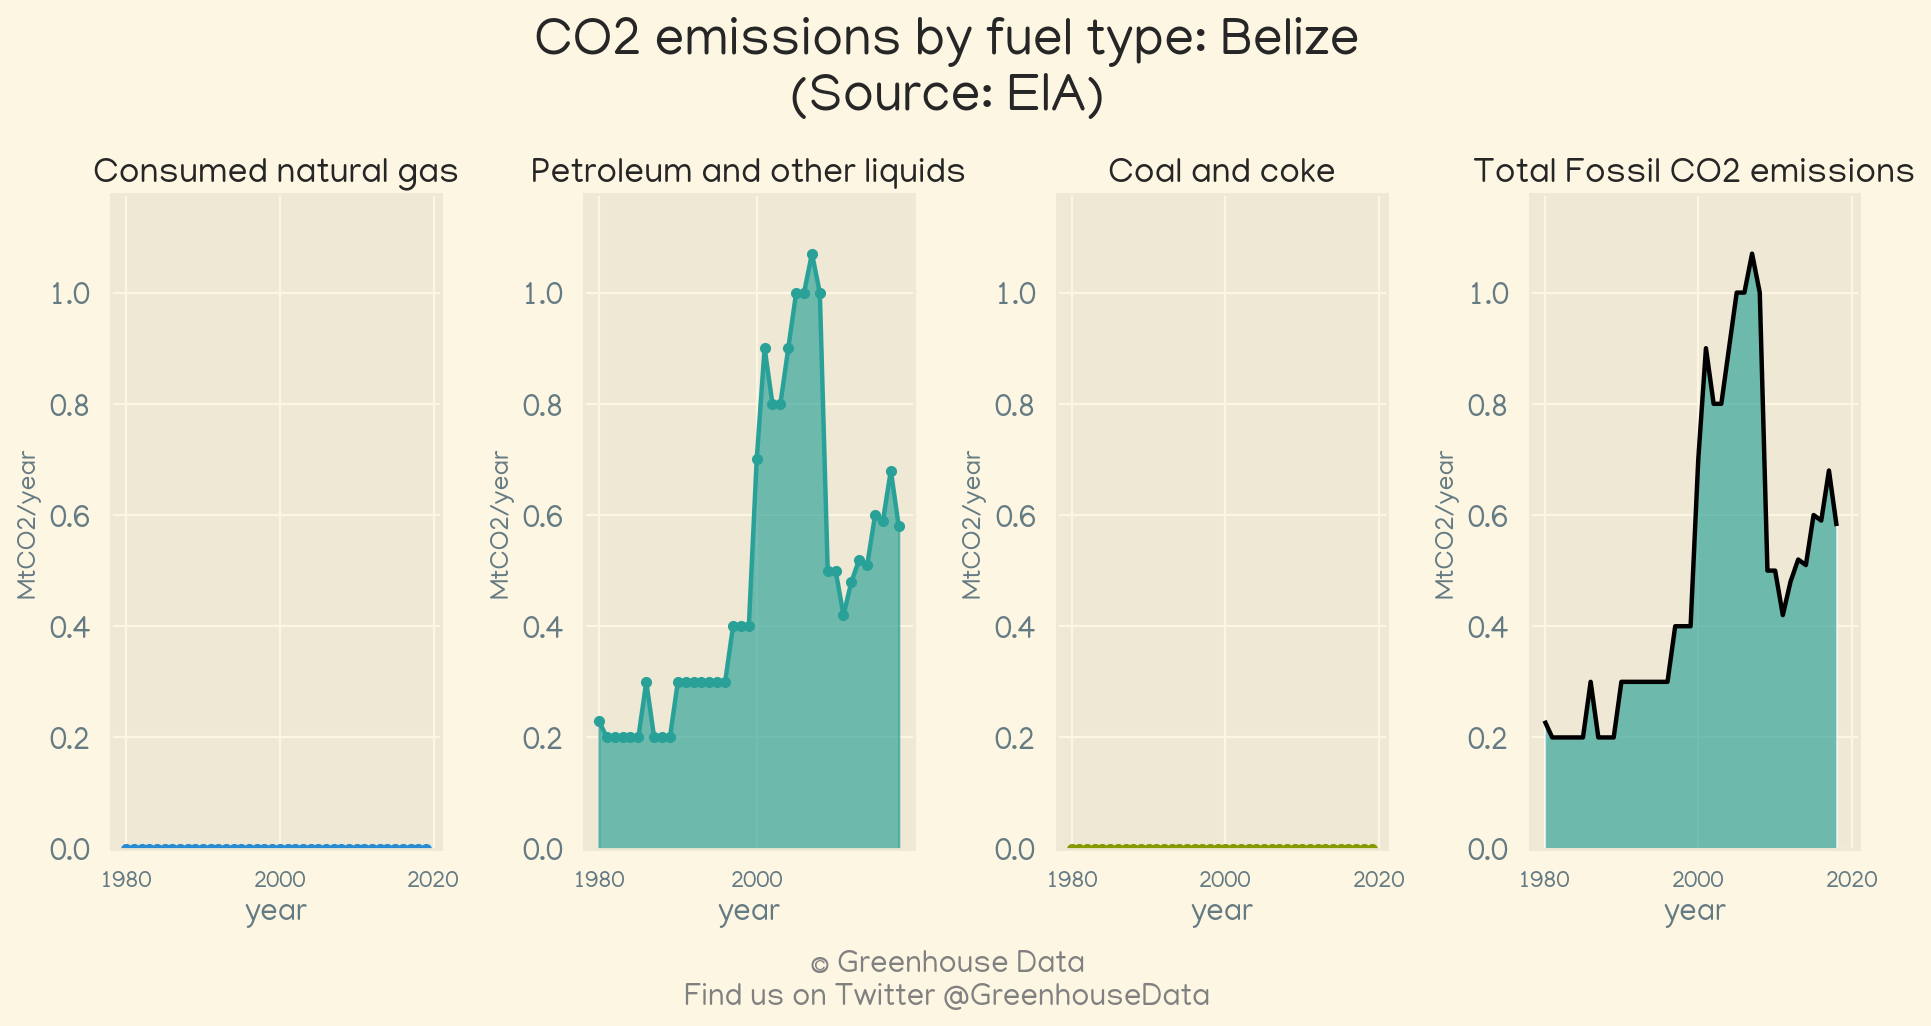 CO2 emissions by fuel type: Belize
(Source: EIA)
Consumed natural gas
Petroleum and other liquids
Coal and coke
Total Fossil CO2 emissions
MtCO2/year
1.0
0.8
0.6
0.4
0.2
0.0
1980 2000 2020
year
MtCO2/year
1.0
0.8
0.6
0.4
0.2
0.0
1980 2000
year
MtCO2/year
1.0
0.8
0.6
0.4
0.2
0.0
1980 2000 2020
year
MtCO2/year
1.0
0.8
0.6
0.4
0.2
0.0
1980 2000 2020
year
© Greenhouse Data
Find us on Twitter @GreenhouseData